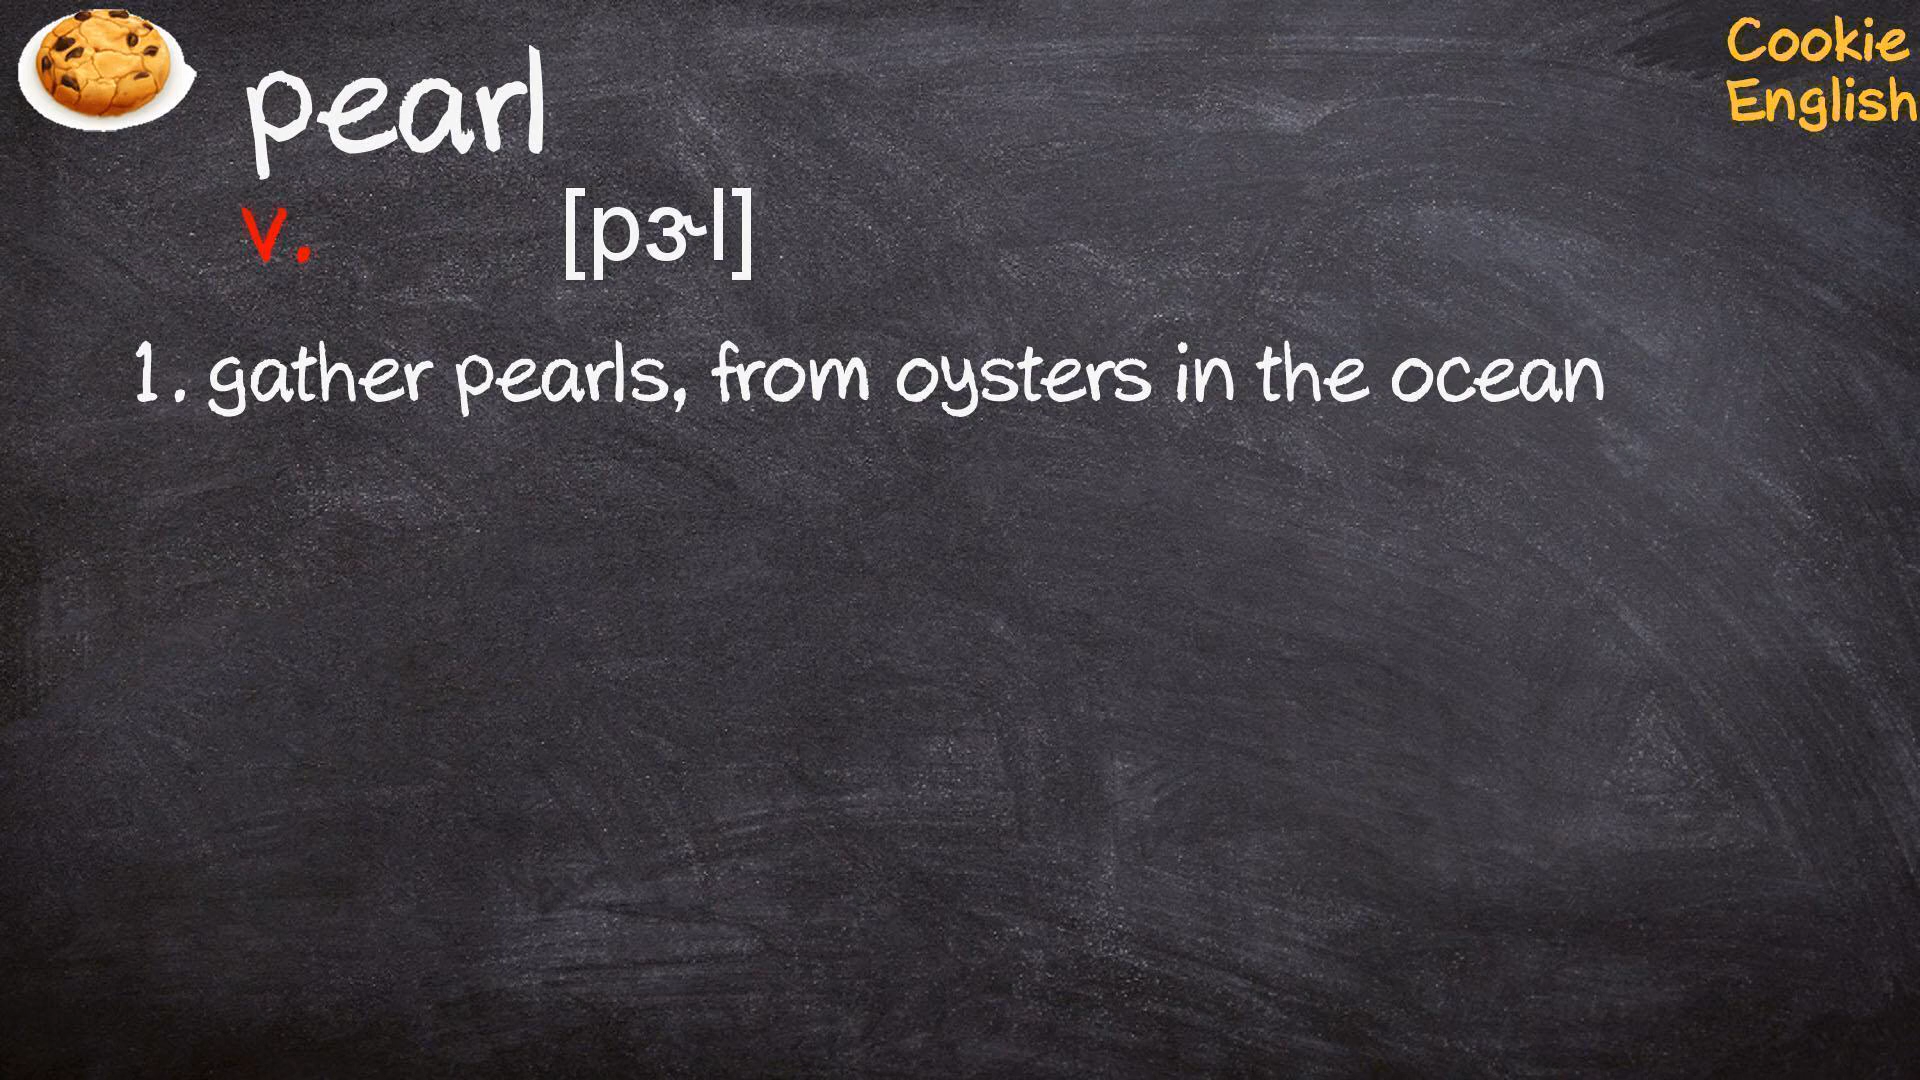 pearl
v. [pɝl]
1. gather pearls, from oysters in the ocean
Cookie
English